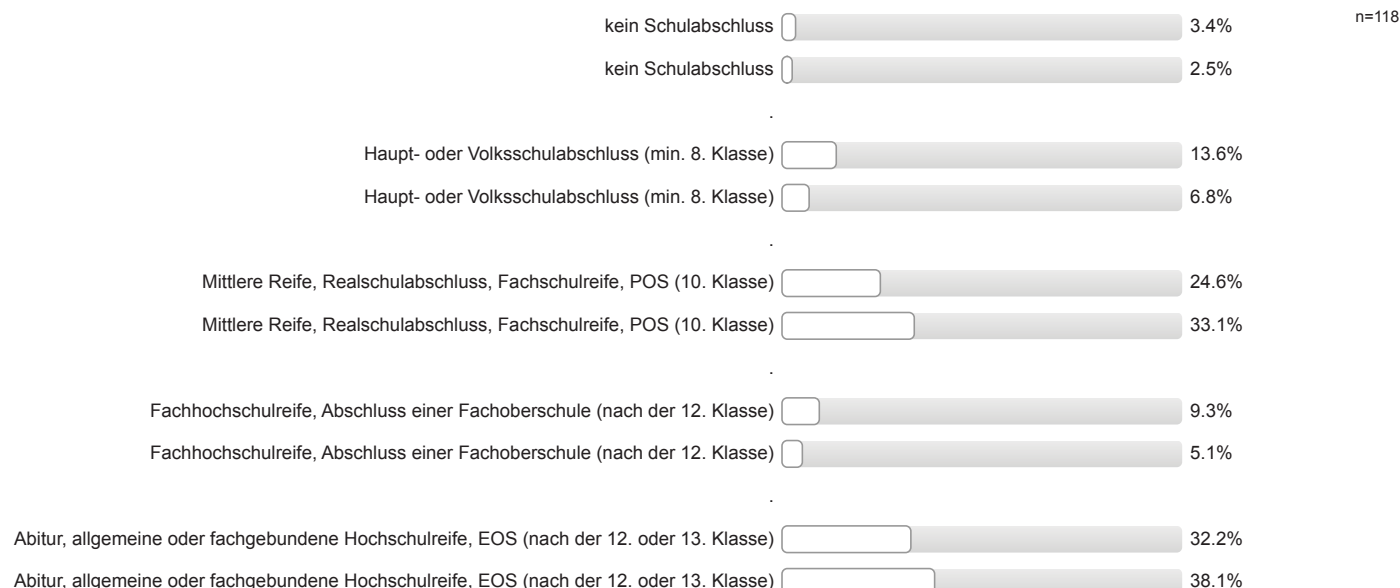 n=118
kein Schulabschluss 3.4%
kein Schulabschluss 2.5%
.
Haupt- oder Volksschulabschluss (min. 8. Klasse) 13.6%
Haupt- oder Volksschulabschluss (min. 8. Klasse) 6.8%
.
Mittlere Reife, Realschulabschluss, Fachschulreife, POS (10. Klasse) 24.6%
Mittlere Reife, Realschulabschluss, Fachschulreife, POS (10. Klasse) 33.1%
.
Fachhochschulreife, Abschluss einer Fachoberschule (nach der 12. Klasse) 9.3%
Fachhochschulreife, Abschluss einer Fachoberschule (nach der 12. Klasse) 5.1%
.
Abitur, allgemeine oder fachgebundene Hochschulreife, EOS (nach der 12. oder 13. Klasse) 32.2%
Abitur, allgemeine oder fachgebundene Hochschulreife, EOS (nach der 12. oder 13. Klasse) 38.1%